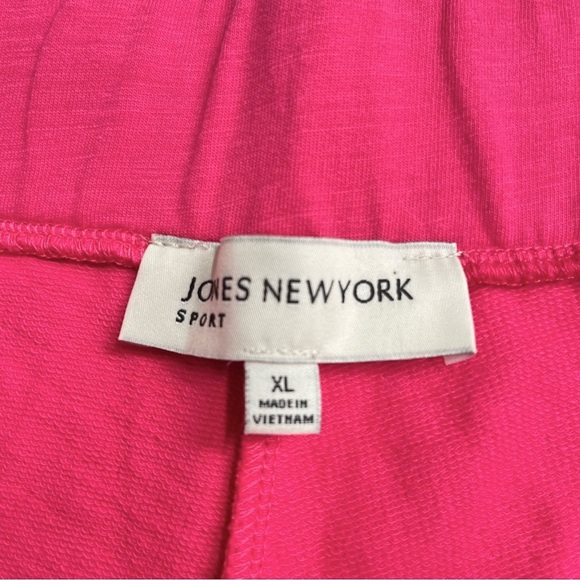 JONES NEWYORK
SPORT
XL
MADE IN
VIETNAM